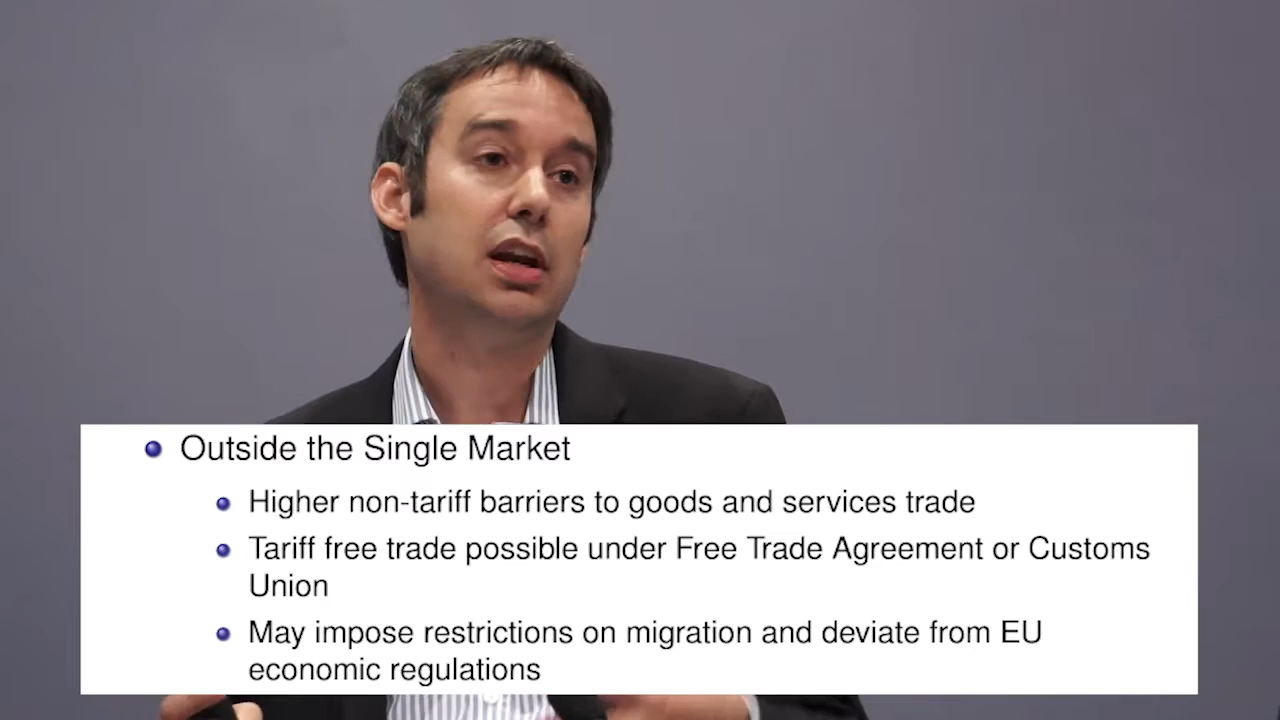 Outside the Single Market
Higher non-tariff barriers to goods and services trade
Tariff free trade possible under Free Trade Agreement or Customs
Union
May impose restrictions on migration and deviate from EU
economic regulations